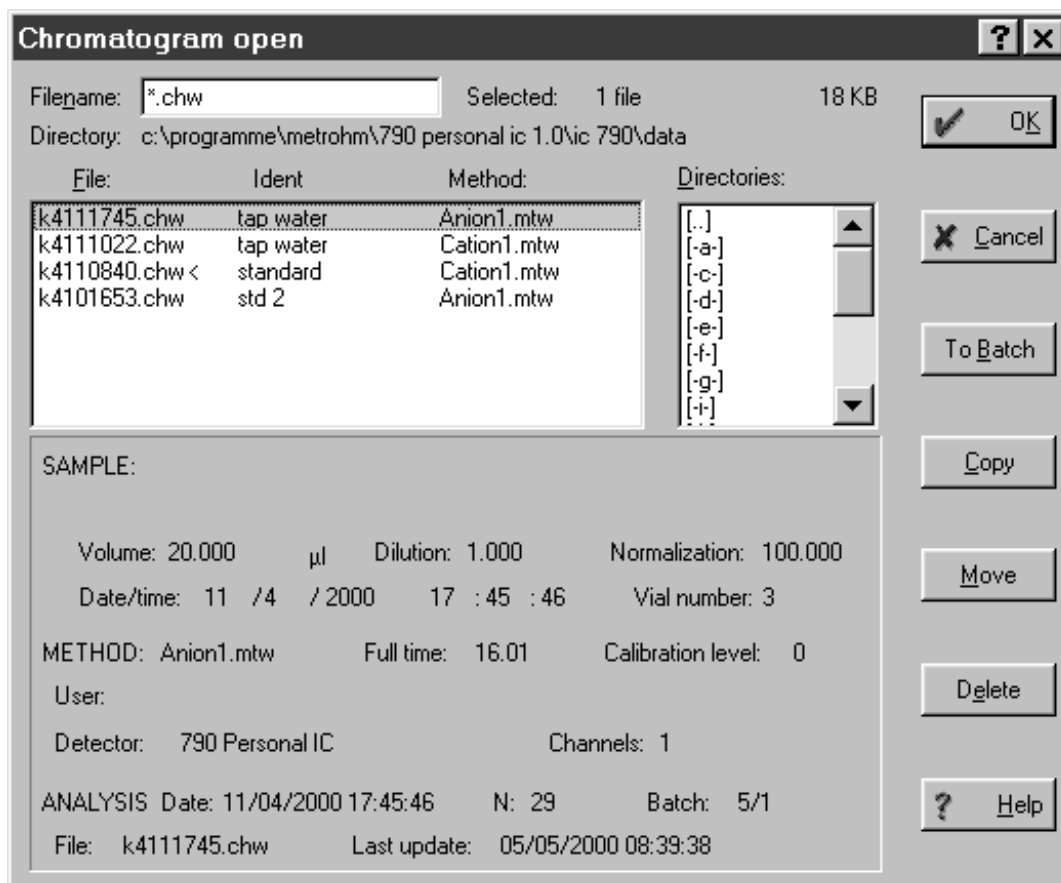 Chromatogram open
Filename: *.chw Selected: 1 file 18 KB
OK
Directory: c:\programme\metrohm\790 personal ic 1.0\ic 790\data
File: Ident Method: Directories:
k4111745.chw tap water Anion1.mtw
k4111022.chw tap water Cation1.mtw
k4110840.chw < standard Cation1.mtw
k4101653.chw std 2 Anion1.mtw
[..]
[-a-]
[-c-]
[-d-]
[-e-]
[-f-]
[-g-]
[-i-]
Cancel
To Batch
SAMPLE:
Copy
Volume: 20.000 µl Dilution: 1.000 Normalization: 100.000
Date/time: 11 /4 / 2000 17 : 45 : 46 Vial number: 3
Move
METHOD: Anion1.mtw Full time: 16.01 Calibration level: 0
User:
Delete
Detector: 790 Personal IC Channels: 1
ANALYSIS Date: 11/04/2000 17:45:46 N: 29 Batch: 5/1
? Help
File: k4111745.chw Last update: 05/05/2000 08:39:38